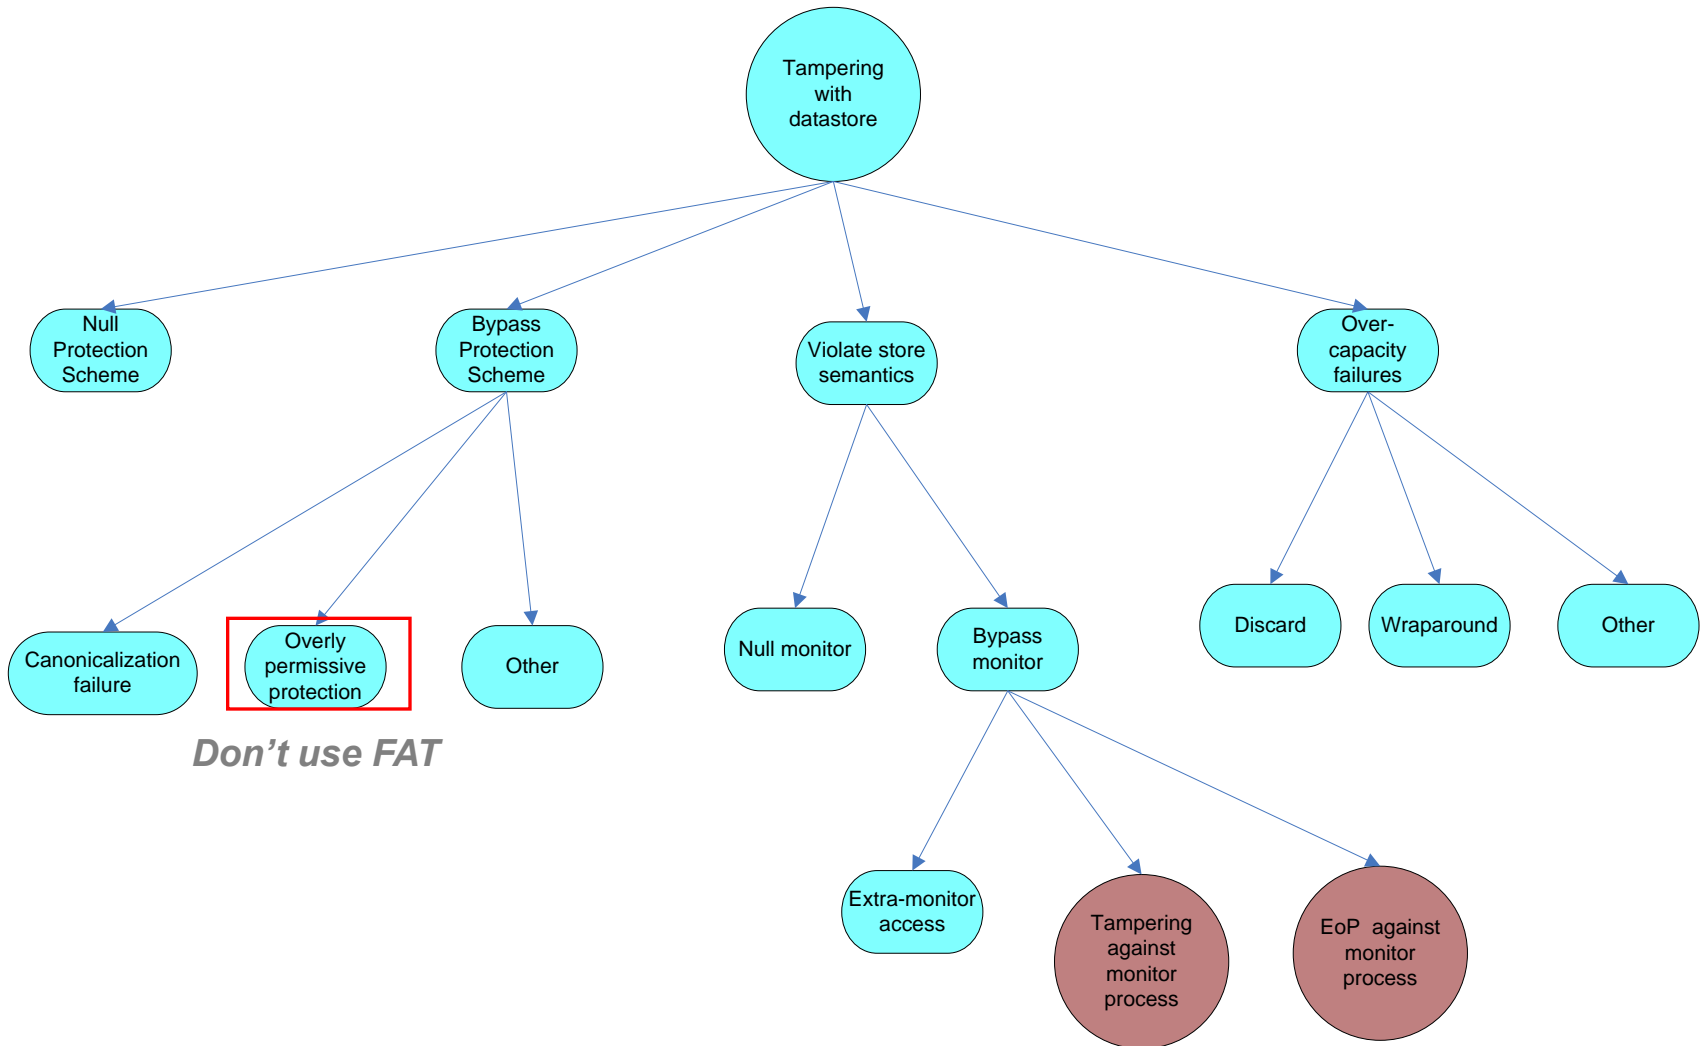 Tampering
with
datastore
Null
Protection
Scheme
Bypass
Protection
Scheme
Violate store
semantics
Over-
capacity
failures
Canonicalization
failure
Overly
permissive
protection
Other
Null monitor
Bypass
monitor
Discard
Wraparound
Other
Don’t use FAT
Extra-monitor
access
Tampering
against
monitor
process
EoP  against
monitor
process